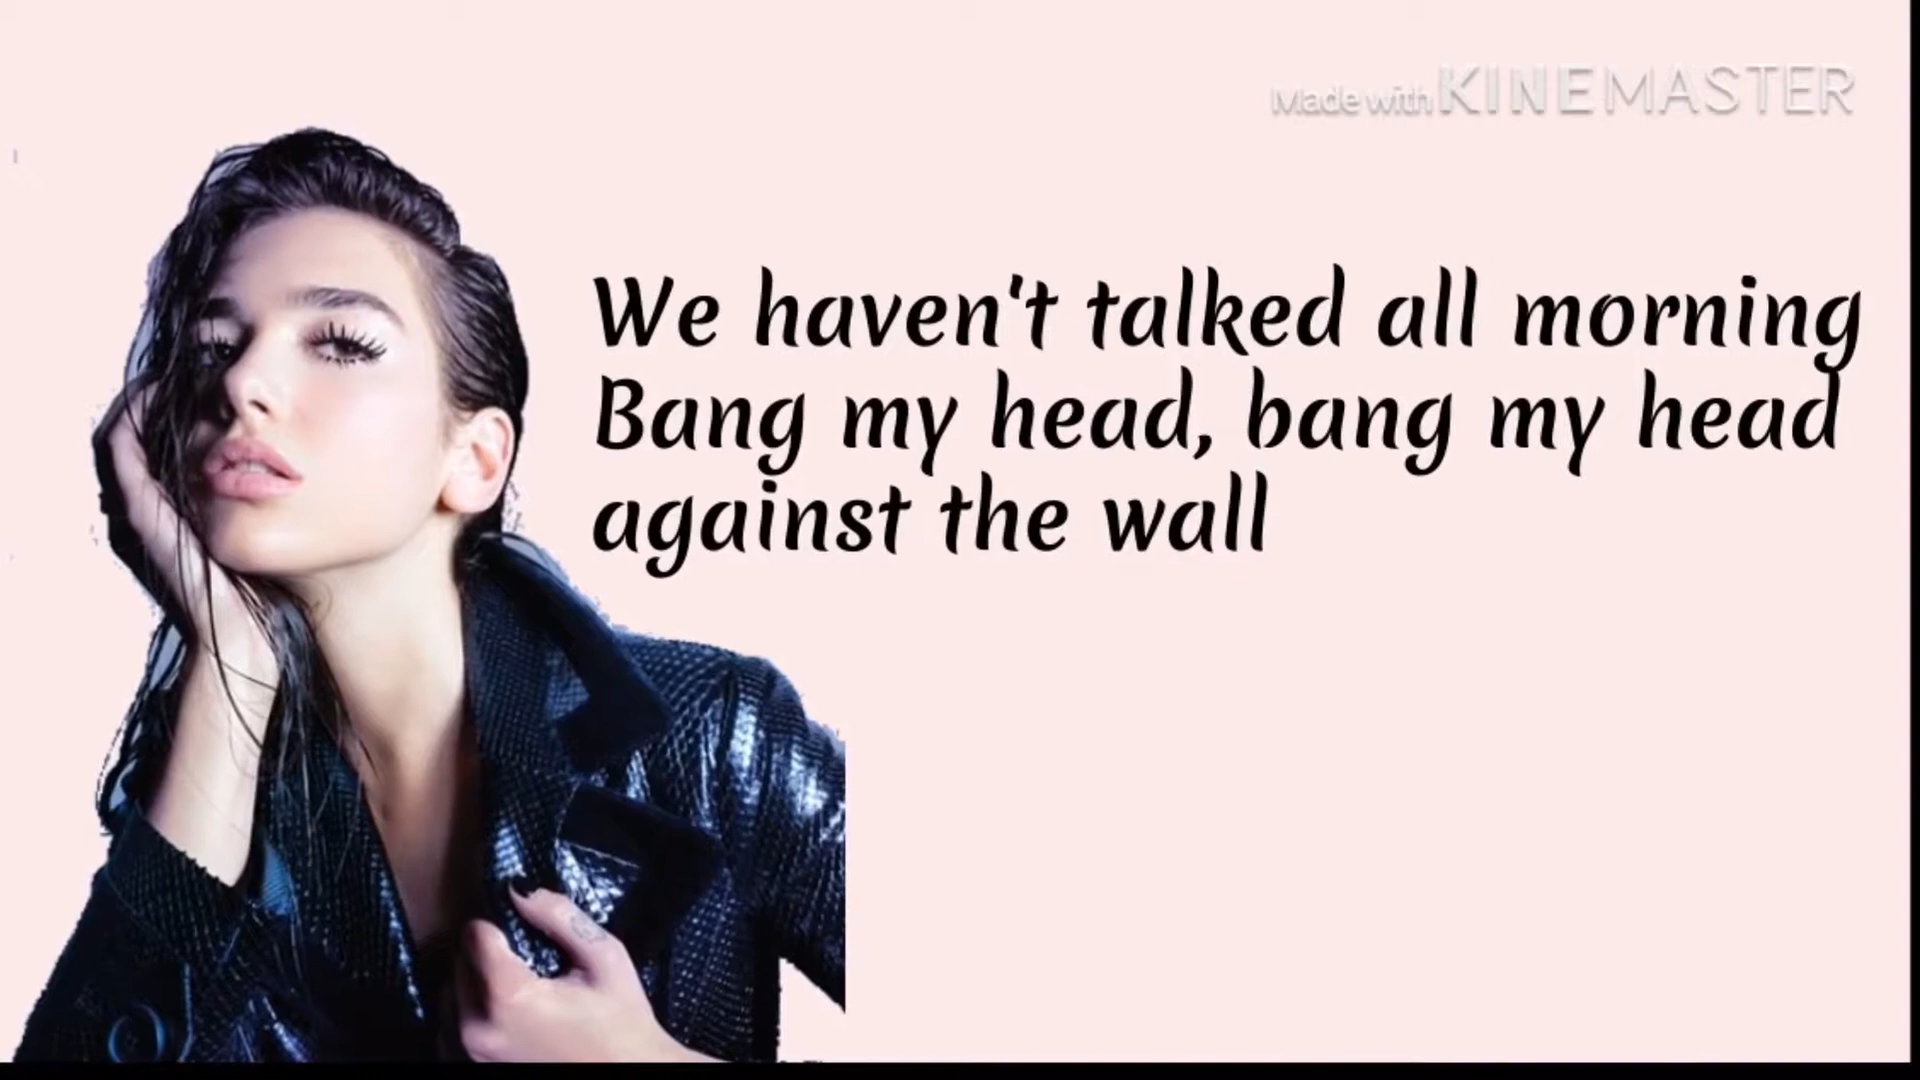 Made with KINEMASTER
We haven't talked all morning
Bang my head, bang my head
against the wall